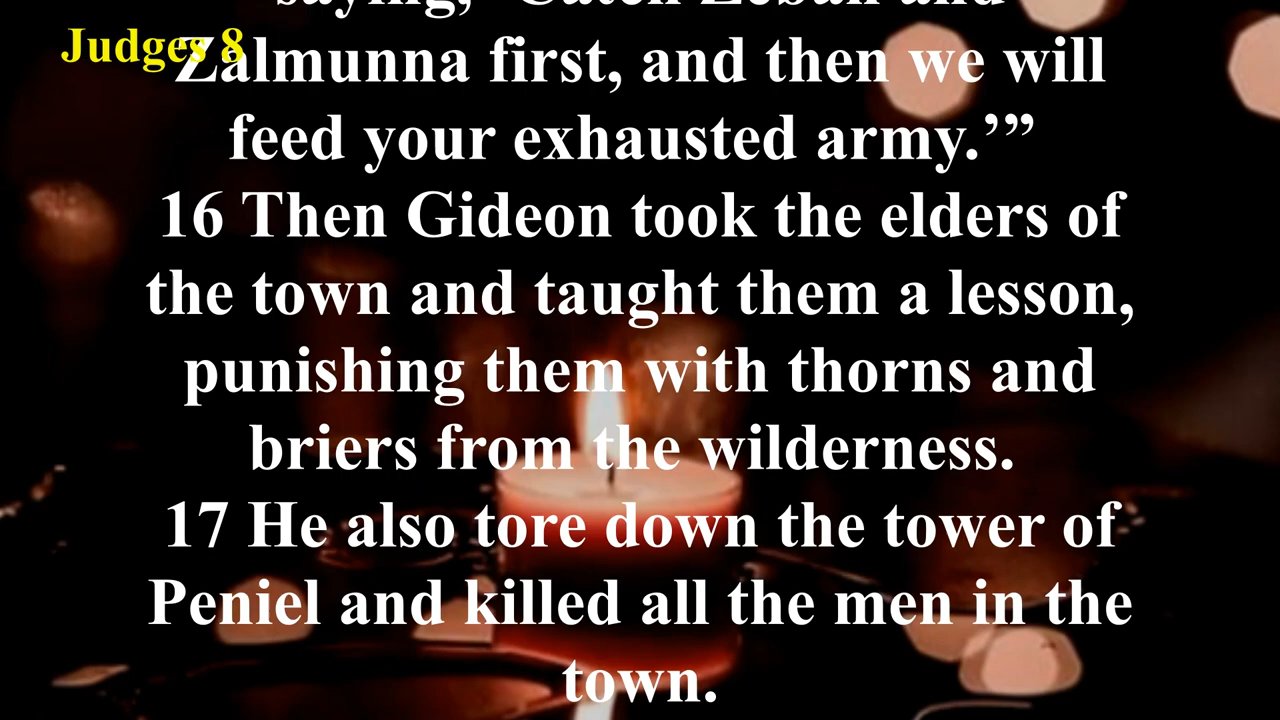 Judges 8
Zalmunna first, and then we will
feed your exhausted army.’”
16 Then Gideon took the elders of
the town and taught them a lesson,
punishing them with thorns and
briers from the wilderness.
17 He also tore down the tower of
Peniel and killed all the men in the
town.